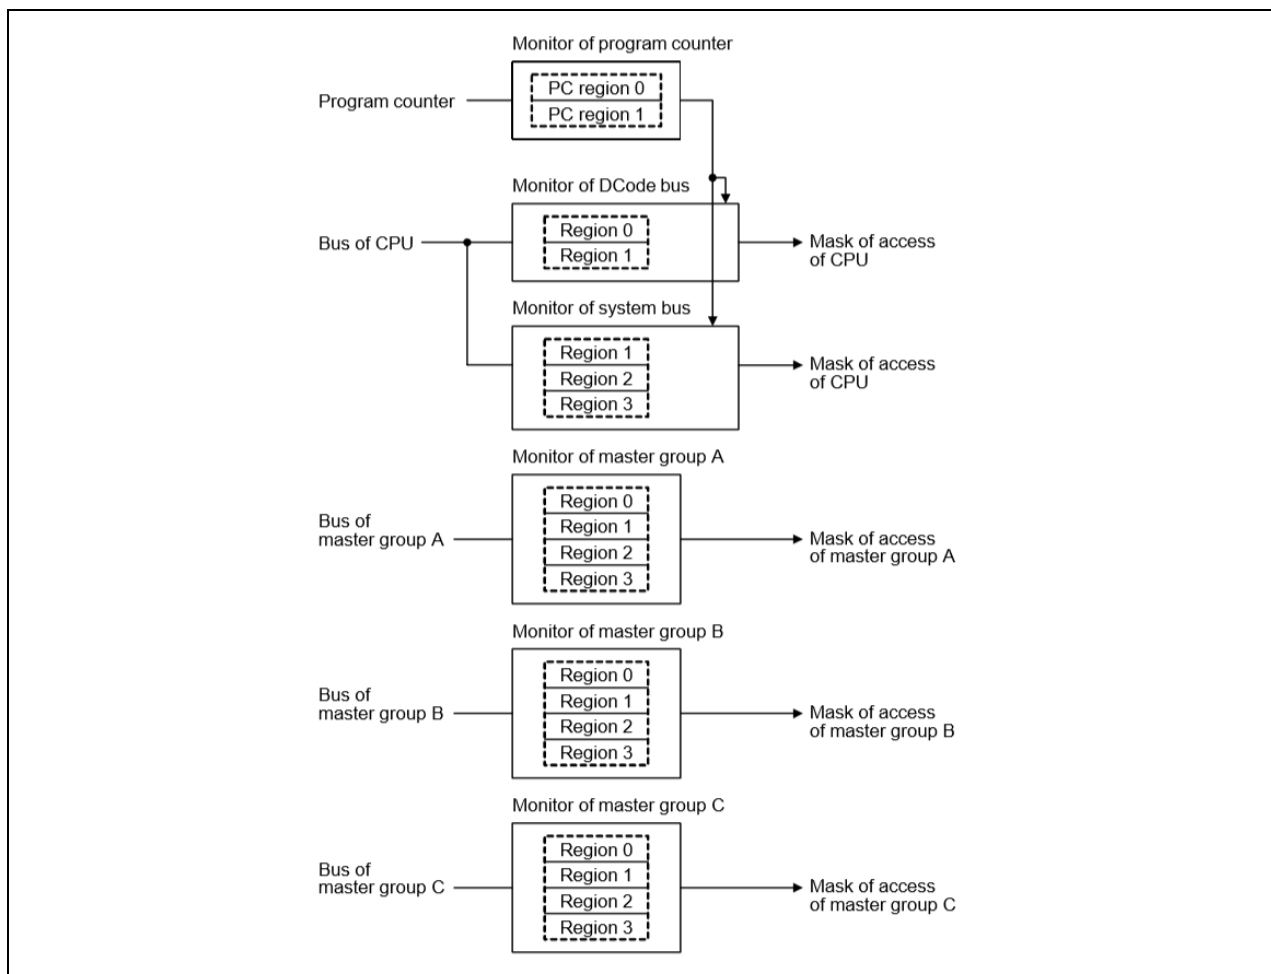 Monitor of program counter
Program counter
PC region 0
PC region 1
Monitor of DCode bus
Bus of CPU
Region 0
Region 1
Mask of access
of CPU
Monitor of system bus
Region 1
Region 2
Region 3
Mask of access
of CPU
Monitor of master group A
Bus of
master group A
Region 0
Region 1
Region 2
Region 3
Mask of access
of master group A
Monitor of master group B
Bus of
master group B
Region 0
Region 1
Region 2
Region 3
Mask of access
of master group B
Monitor of master group C
Bus of
master group C
Region 0
Region 1
Region 2
Region 3
Mask of access
of master group C